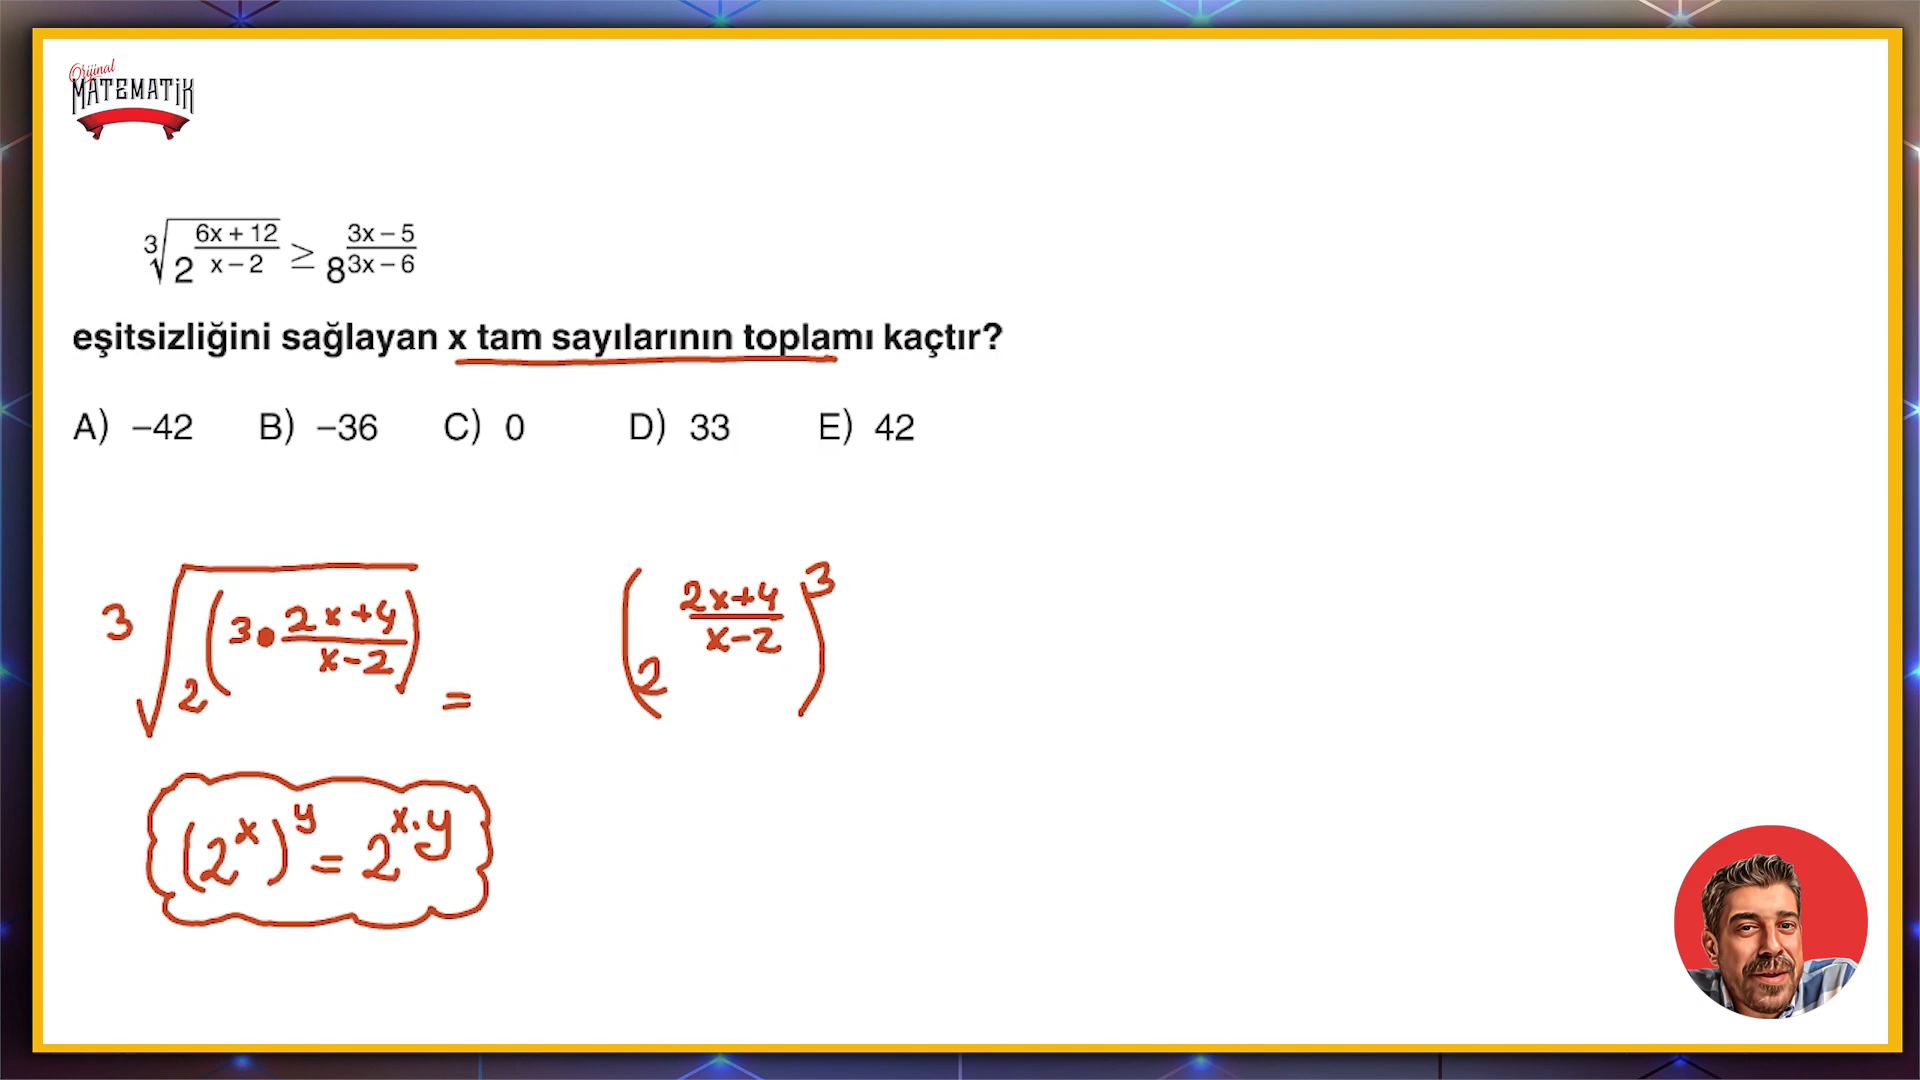 Orijinal
MATEMATİK
∛(2^((6x + 12)/(x – 2))) ≥ 8^((3x – 5)/(3x – 6))
eşitsizliğini sağlayan x tam sayılarının toplamı kaçtır?
A) –42 B) –36 C) 0 D) 33 E) 42
∛(2^(3•(2x+4)/(x-2))) = (2^((2x+4)/(x-2)))^3
(2^x)^y = 2^(x·y)